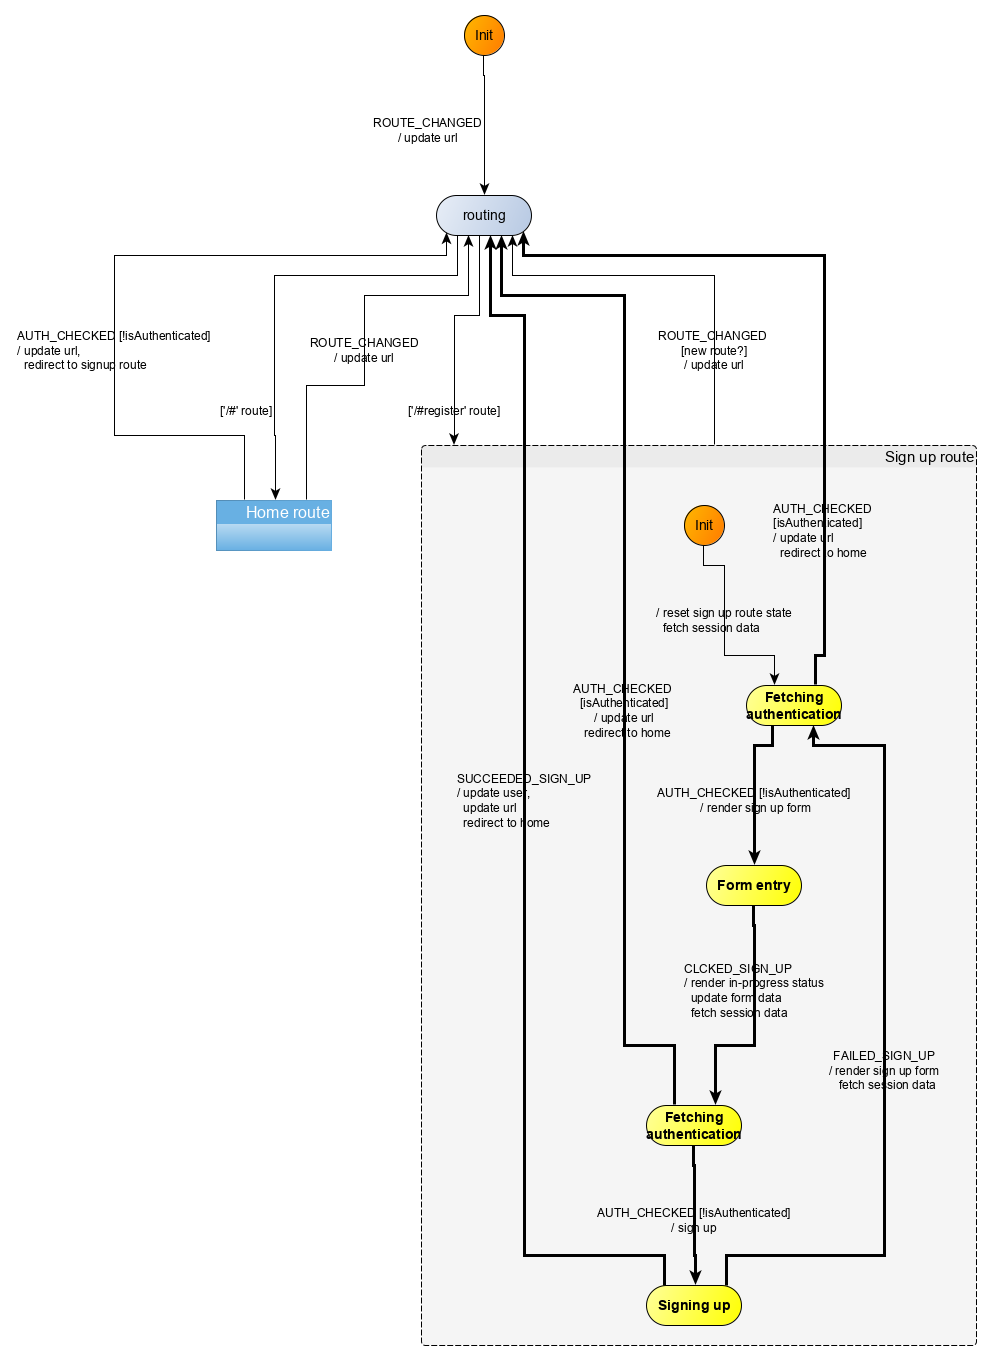 Init
ROUTE_CHANGED
/ update url
routing
AUTH_CHECKED [!isAuthenticated]
/ update url,
redirect to signup route
ROUTE_CHANGED
/ update url
ROUTE_CHANGED
[new route?]
/ update url
['/#' route]
['/#register' route]
Home route
Sign up route
Init
AUTH_CHECKED
[isAuthenticated]
/ update url
redirect to home
/ reset sign up route state
fetch session data
Fetching
authentication
AUTH_CHECKED
[isAuthenticated]
/ update url
redirect to home
SUCCEEDED_SIGN_UP
/ update user,
update url
redirect to home
AUTH_CHECKED [!isAuthenticated]
/ render sign up form
Form entry
CLCKED_SIGN_UP
/ render in-progress status
update form data
fetch session data
FAILED_SIGN_UP
/ render sign up form
fetch session data
Fetching
authentication
AUTH_CHECKED [!isAuthenticated]
/ sign up
Signing up